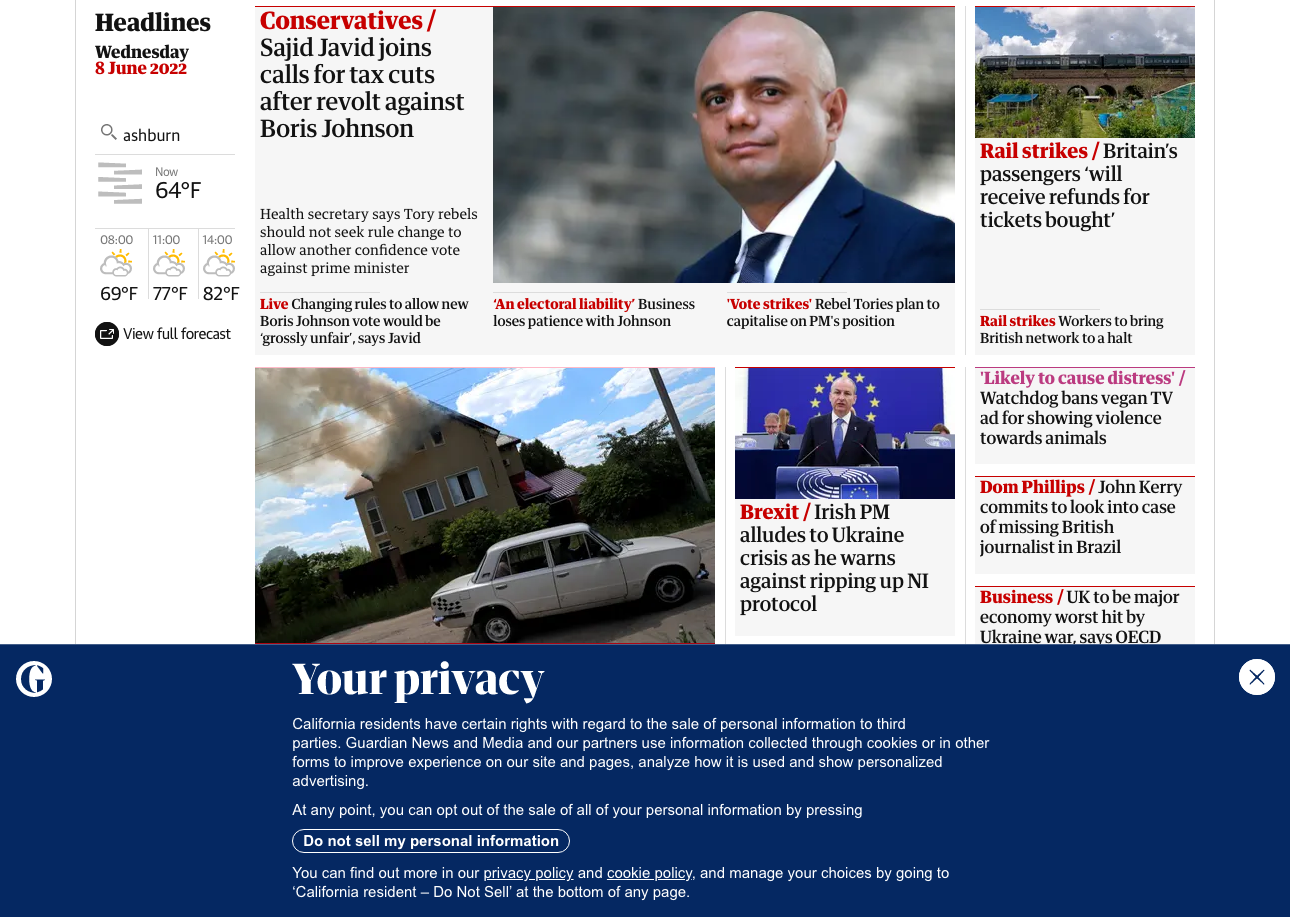 Headlines
Wednesday
8 June 2022
ashburn
Now
64°F
08:00
11:00
14:00
69°F
77°F
82°F
View full forecast
Conservatives /
Sajid Javid joins
calls for tax cuts
after revolt against
Boris Johnson
Health secretary says Tory rebels
should not seek rule change to
allow another confidence vote
against prime minister
Live Changing rules to allow new
Boris Johnson vote would be
‘grossly unfair’, says Javid
‘An electoral liability’ Business
loses patience with Johnson
'Vote strikes' Rebel Tories plan to
capitalise on PM's position
Rail strikes / Britain’s
passengers ‘will
receive refunds for
tickets bought’
Rail strikes Workers to bring
British network to a halt
Brexit / Irish PM
alludes to Ukraine
crisis as he warns
against ripping up NI
protocol
'Likely to cause distress' /
Watchdog bans vegan TV
ad for showing violence
towards animals
Dom Phillips / John Kerry
commits to look into case
of missing British
journalist in Brazil
Business / UK to be major
economy worst hit by
Ukraine war, says OECD
Your privacy
California residents have certain rights with regard to the sale of personal information to third
parties. Guardian News and Media and our partners use information collected through cookies or in other
forms to improve experience on our site and pages, analyze how it is used and show personalized
advertising.
At any point, you can opt out of the sale of all of your personal information by pressing
Do not sell my personal information
You can find out more in our privacy policy and cookie policy, and manage your choices by going to
‘California resident – Do Not Sell’ at the bottom of any page.